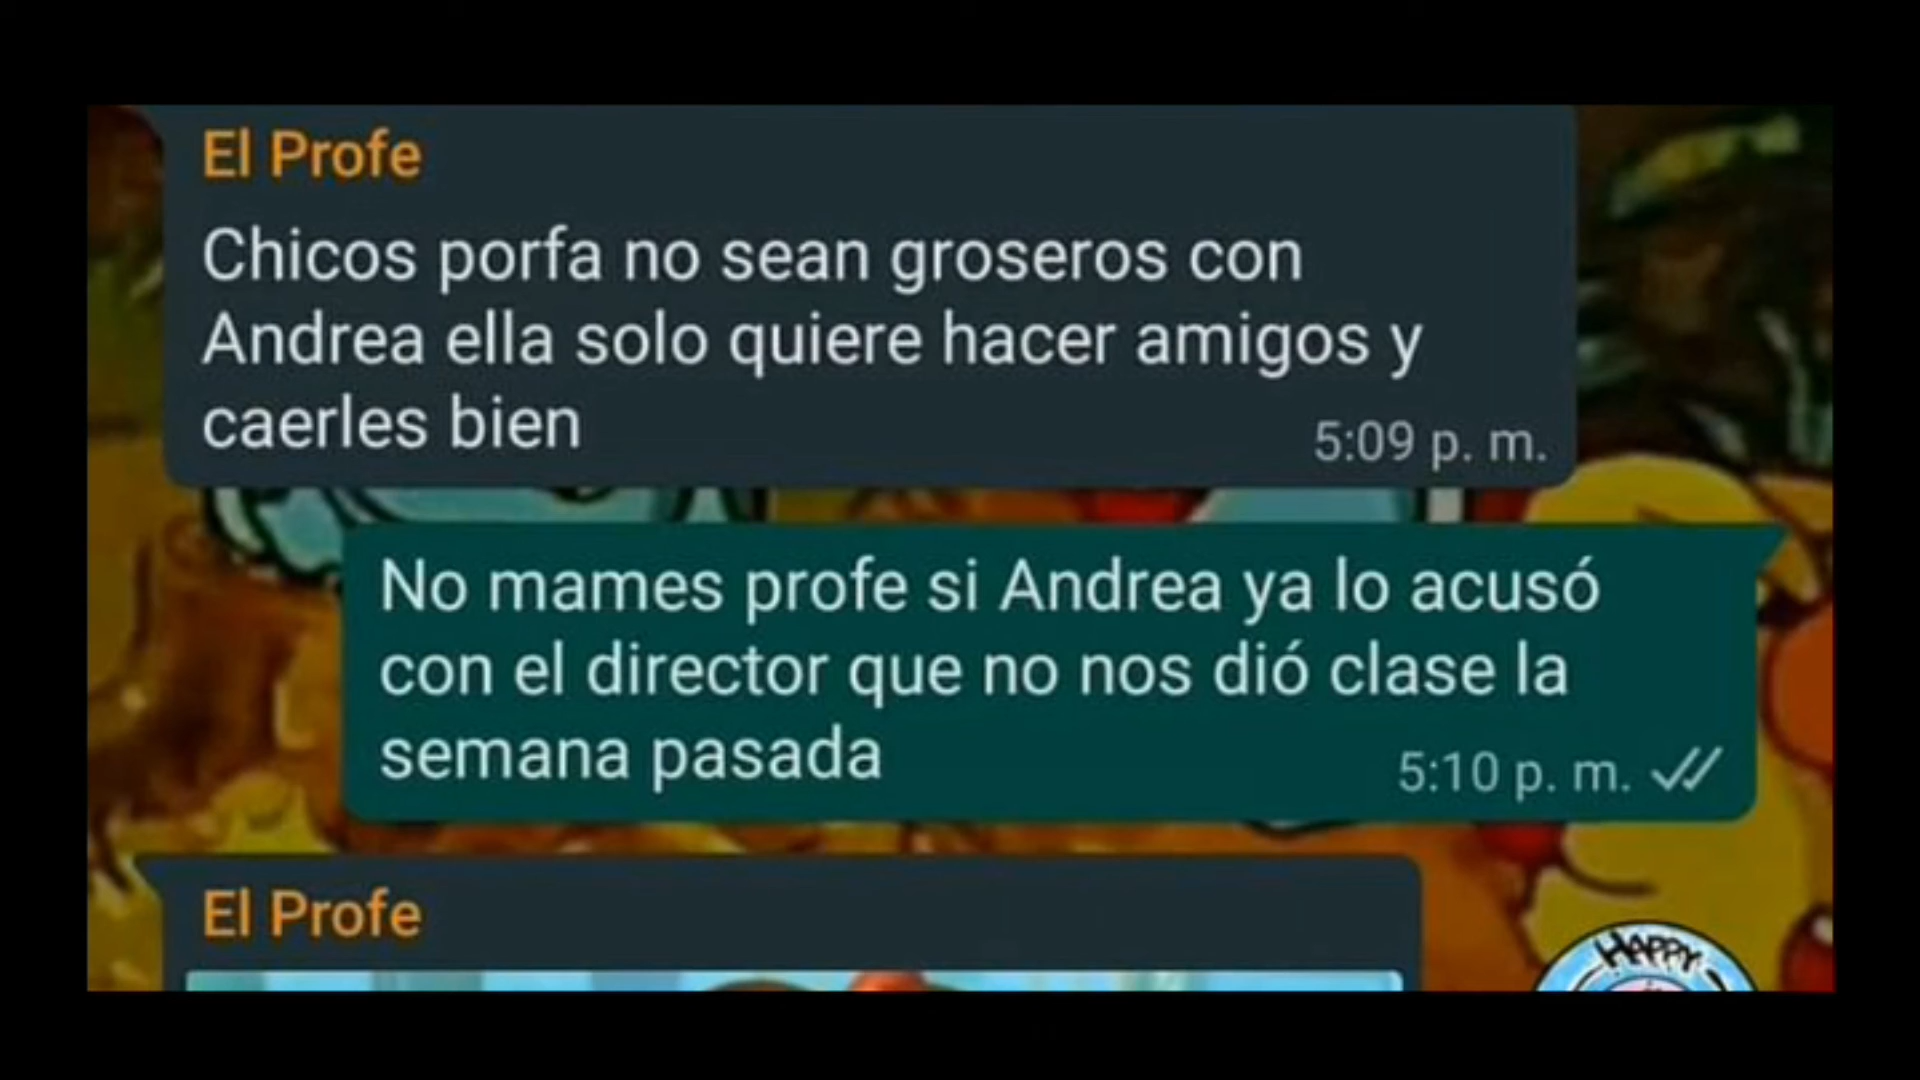 El Profe
Chicos porfa no sean groseros con
Andrea ella solo quiere hacer amigos y
caerles bien
5:09 p. m.
No mames profe si Andrea ya lo acusó
con el director que no nos dió clase la
semana pasada
5:10 p. m.
El Profe
HAPPY